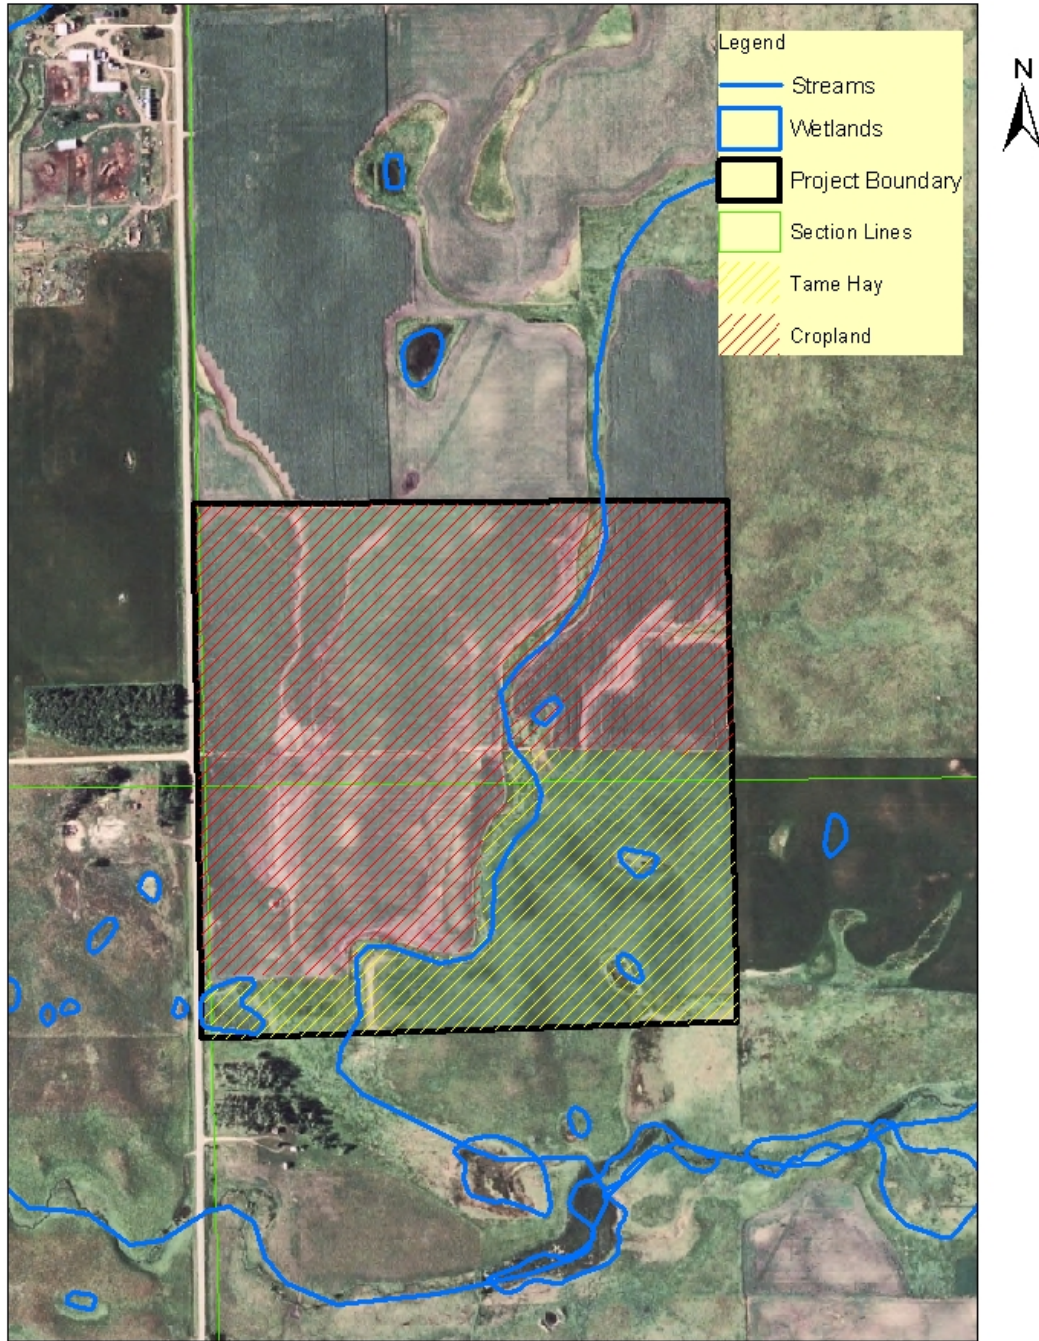 Legend
N
Streams
Wetlands
Project Boundary
Section Lines
Tame Hay
Cropland